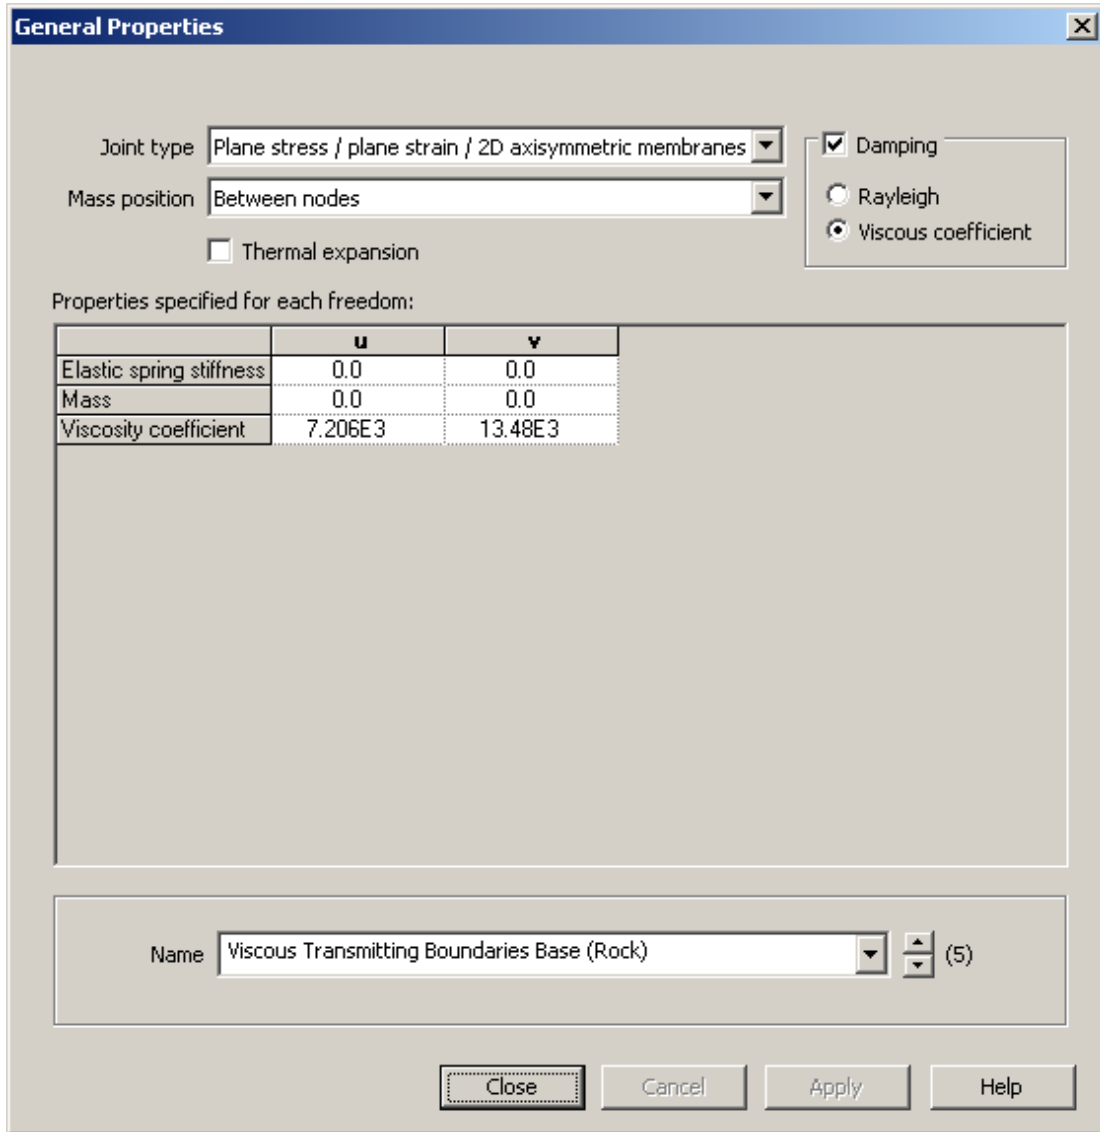 General Properties
Joint type Plane stress / plane strain / 2D axisymmetric membranes
Damping
Mass position Between nodes
Rayleigh
Viscous coefficient
Thermal expansion
Properties specified for each freedom:
u v
Elastic spring stiffness 0.0 0.0
Mass 0.0 0.0
Viscosity coefficient 7.206E3 13.48E3
Name Viscous Transmitting Boundaries Base (Rock) (5)
Close Cancel Apply Help